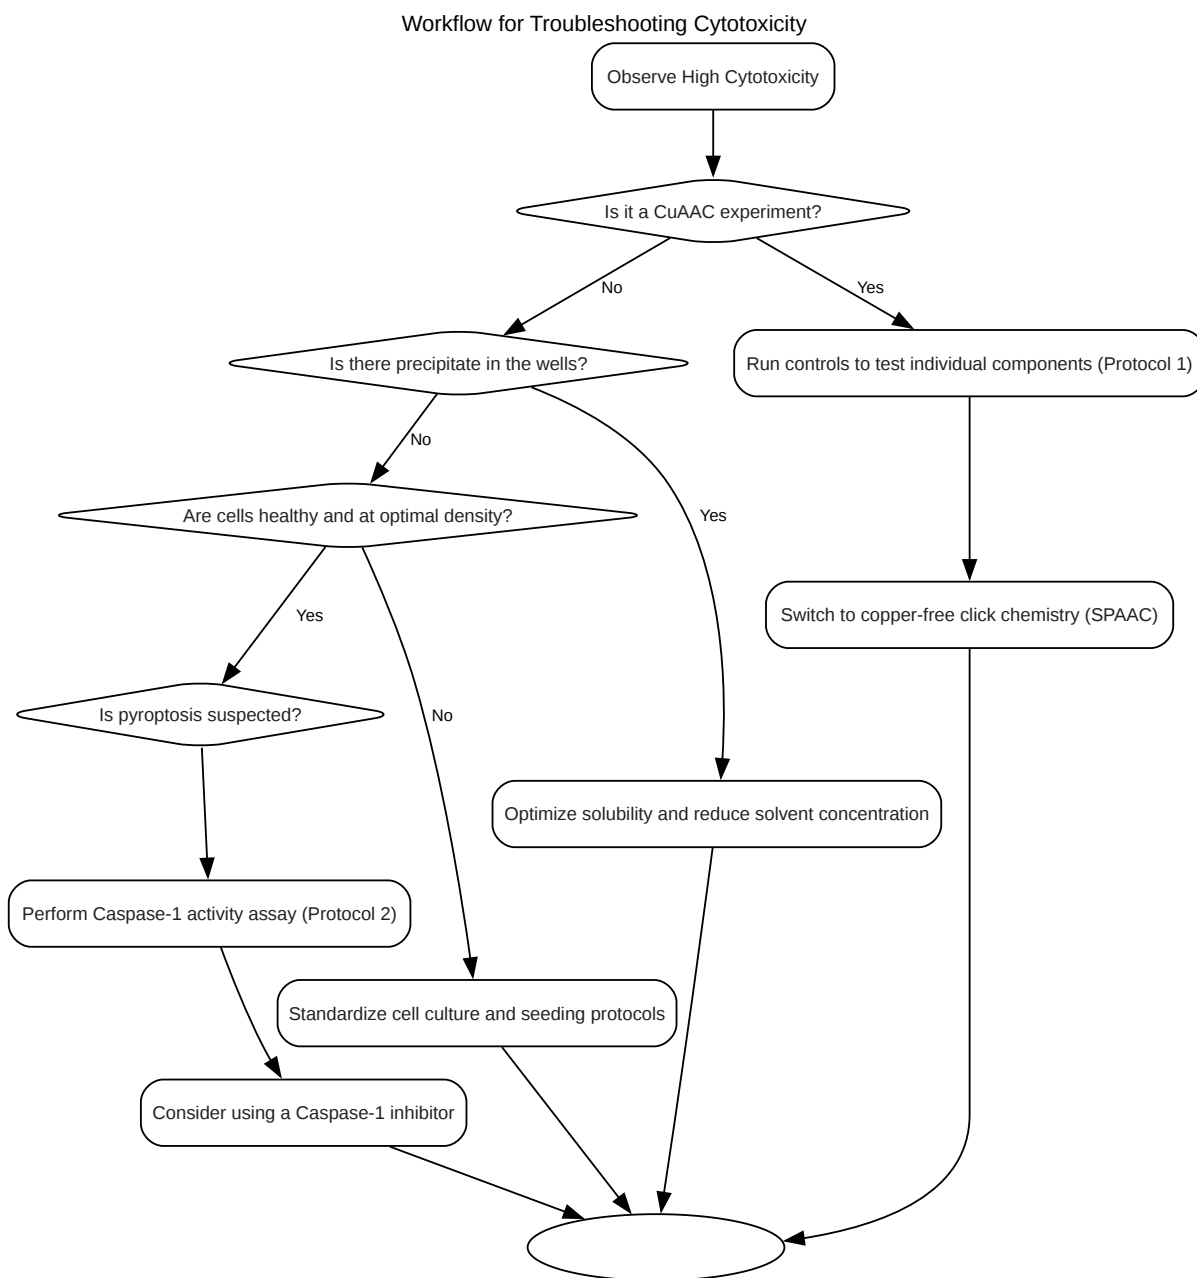 Workflow for Troubleshooting Cytotoxicity
Observe High Cytotoxicity
Is it a CuAAC experiment?
No
Yes
Is there precipitate in the wells?
Run controls to test individual components (Protocol 1)
No
Are cells healthy and at optimal density?
Yes
Yes
Switch to copper-free click chemistry (SPAAC)
Is pyroptosis suspected?
No
Optimize solubility and reduce solvent concentration
Perform Caspase-1 activity assay (Protocol 2)
Standardize cell culture and seeding protocols
Consider using a Caspase-1 inhibitor